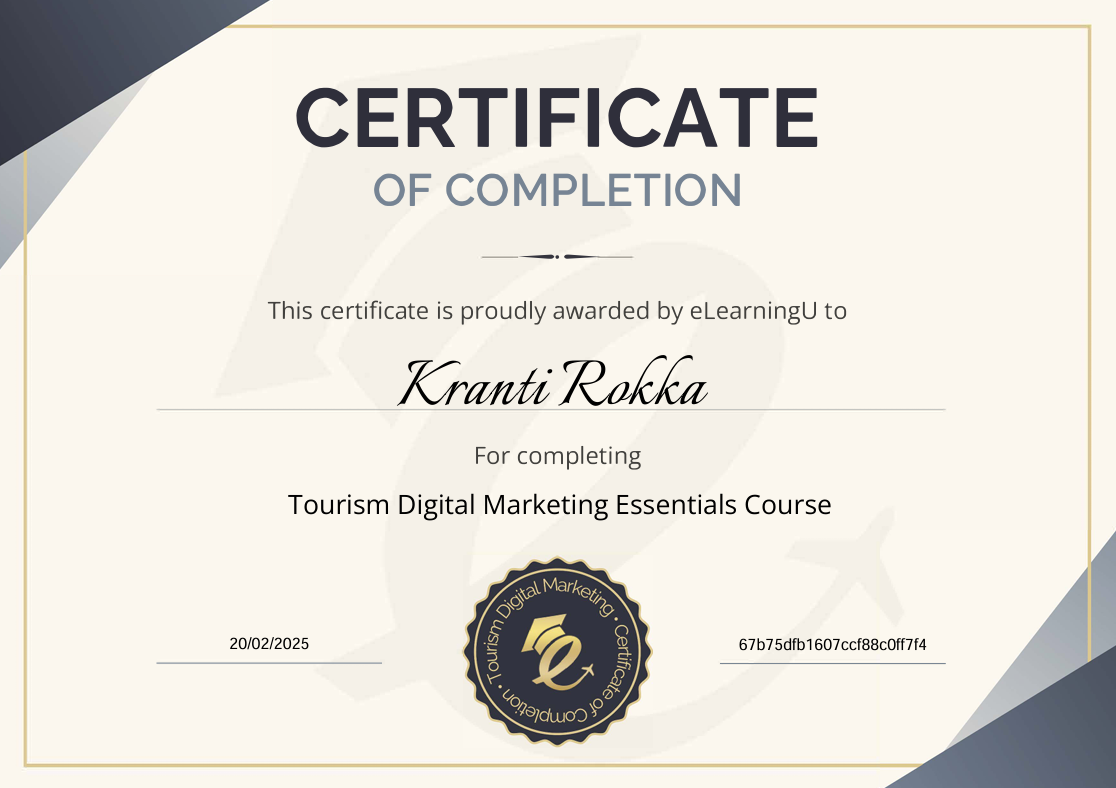 CERTIFICATE
OF COMPLETION
This certificate is proudly awarded by eLearningU to
Kranti Rokka
For completing
Tourism Digital Marketing Essentials Course
• Tourism Digital Marketing • Certificate of Completion
e
20/02/2025
67b75dfb1607ccf88c0ff7f4